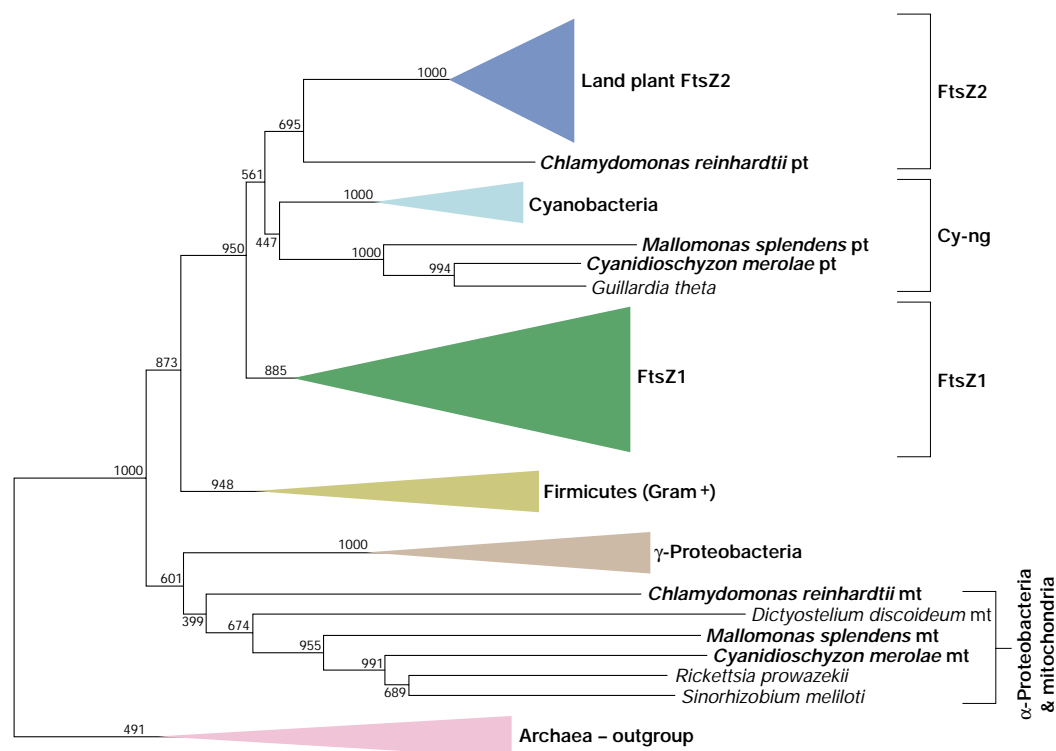 1000
Land plant FtsZ2
FtsZ2
695
Chlamydomonas reinhardtii pt
561
1000
Cyanobacteria
Cy-ng
447
950
1000
Mallomonas splendens pt
994
Cyanidioschyzon merolae pt
Guillardia theta
873
885
FtsZ1
FtsZ1
1000
948
Firmicutes (Gram +)
1000
γ-Proteobacteria
601
Chlamydomonas reinhardtii mt
399
674
Dictyostelium discoideum mt
955
Mallomonas splendens mt
991
Cyanidioschyzon merolae mt
Rickettsia prowazekii
689
Sinorhizobium meliloti
α-Proteobacteria
& mitochondria
491
Archaea – outgroup